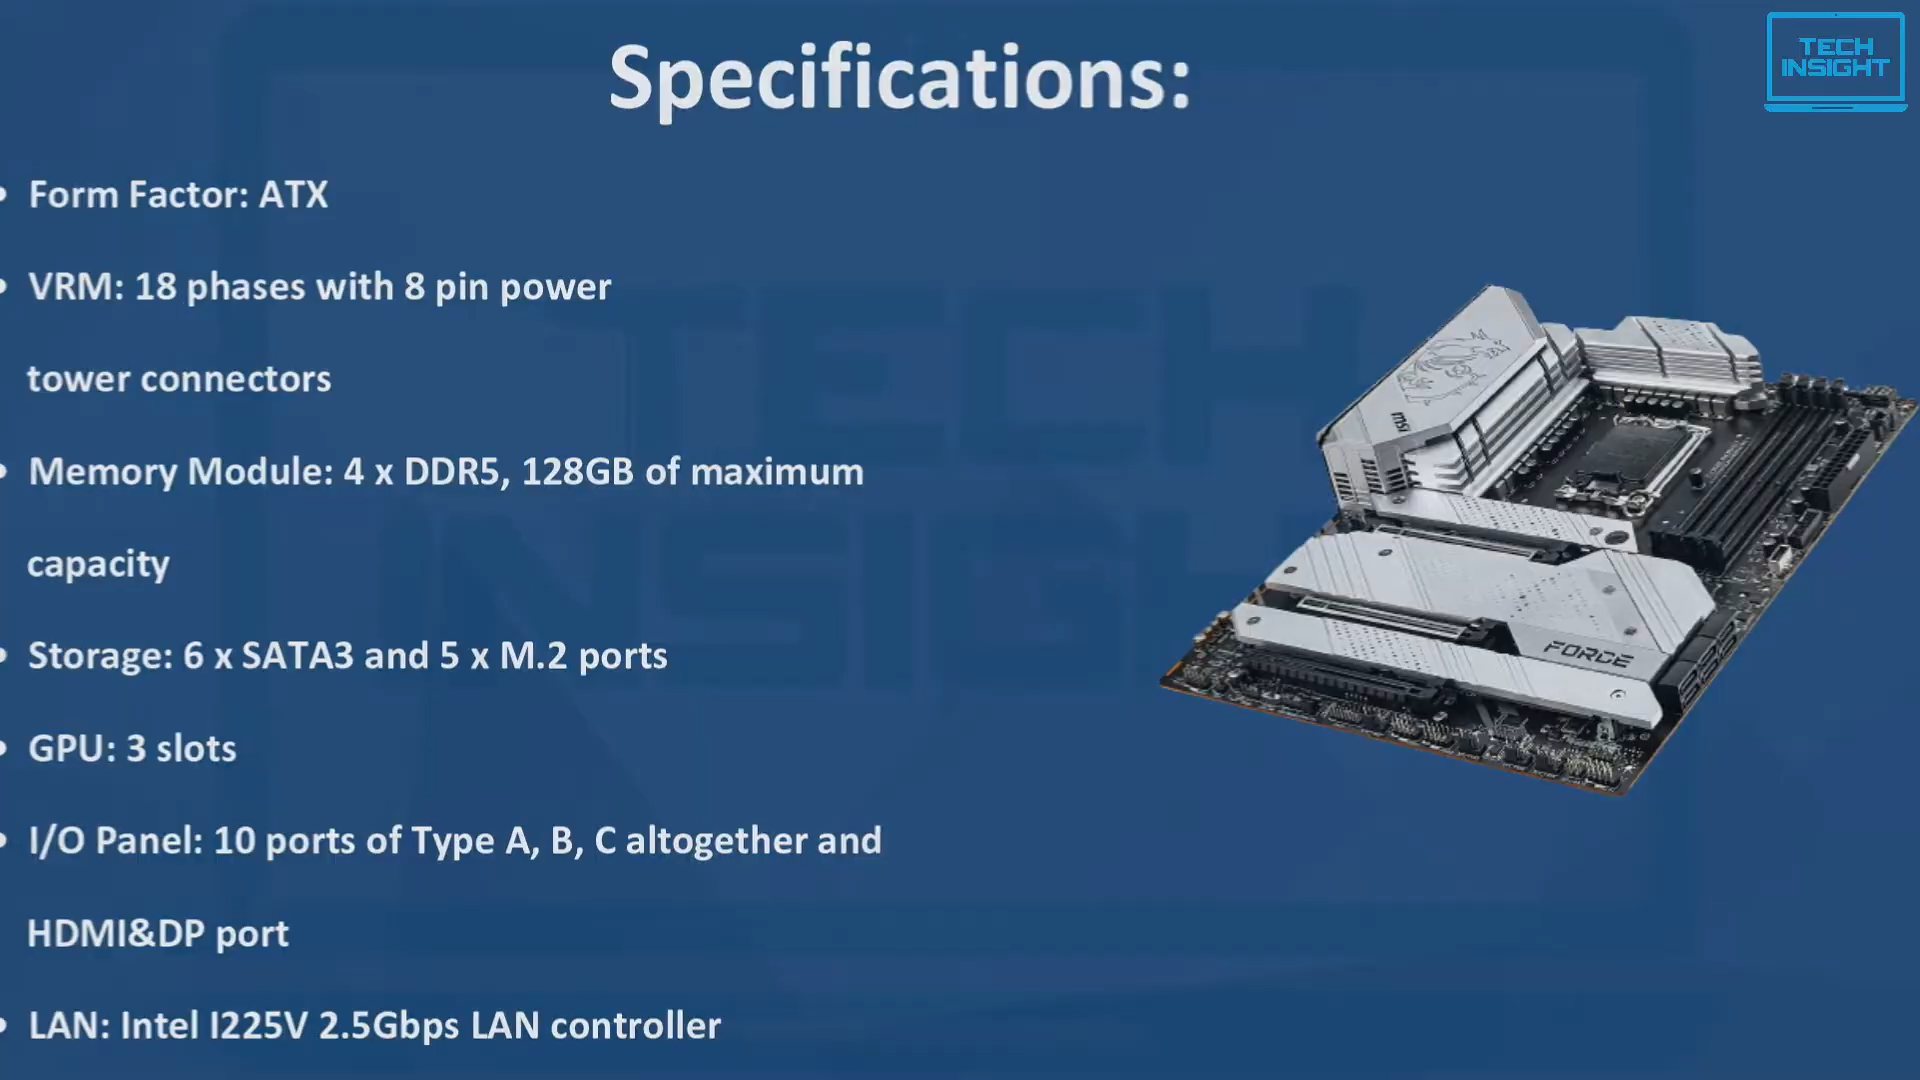 TECH
INSIGHT
Specifications:
• Form Factor: ATX
• VRM: 18 phases with 8 pin power
tower connectors
• Memory Module: 4 x DDR5, 128GB of maximum
capacity
• Storage: 6 x SATA3 and 5 x M.2 ports
• GPU: 3 slots
• I/O Panel: 10 ports of Type A, B, C altogether and
HDMI&DP port
• LAN: Intel I225V 2.5Gbps LAN controller
TECH
INSIGH
msi
FORCE